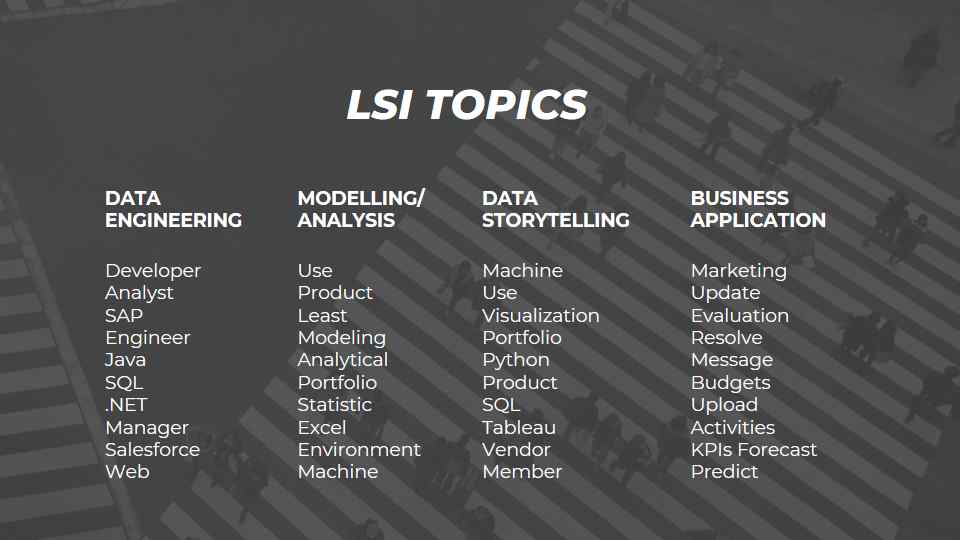 LSI TOPICS
DATA
ENGINEERING
Developer
Analyst
SAP
Engineer
Java
SQL
.NET
Manager
Salesforce
Web
MODELLING/
ANALYSIS
Use
Product
Least
Modeling
Analytical
Portfolio
Statistic
Excel
Environment
Machine
DATA
STORYTELLING
Machine
Use
Visualization
Portfolio
Python
Product
SQL
Tableau
Vendor
Member
BUSINESS
APPLICATION
Marketing
Update
Evaluation
Resolve
Message
Budgets
Upload
Activities
KPIs Forecast
Predict